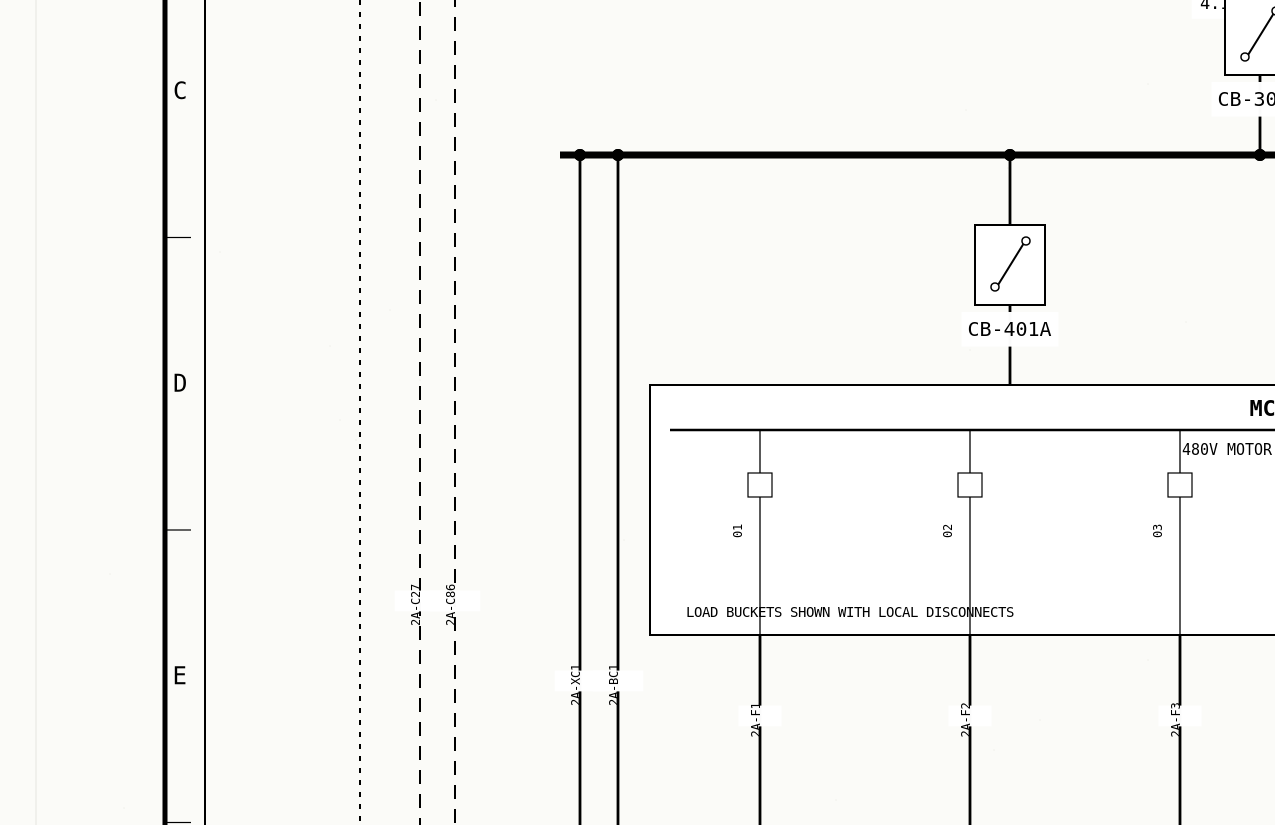 C
CB-30
CB-401A
D
MC
480V MOTOR
01
02
03
2A-C27
2A-C86
LOAD BUCKETS SHOWN WITH LOCAL DISCONNECTS
E
2A-XC1
2A-BC1
2A-F1
2A-F2
2A-F3